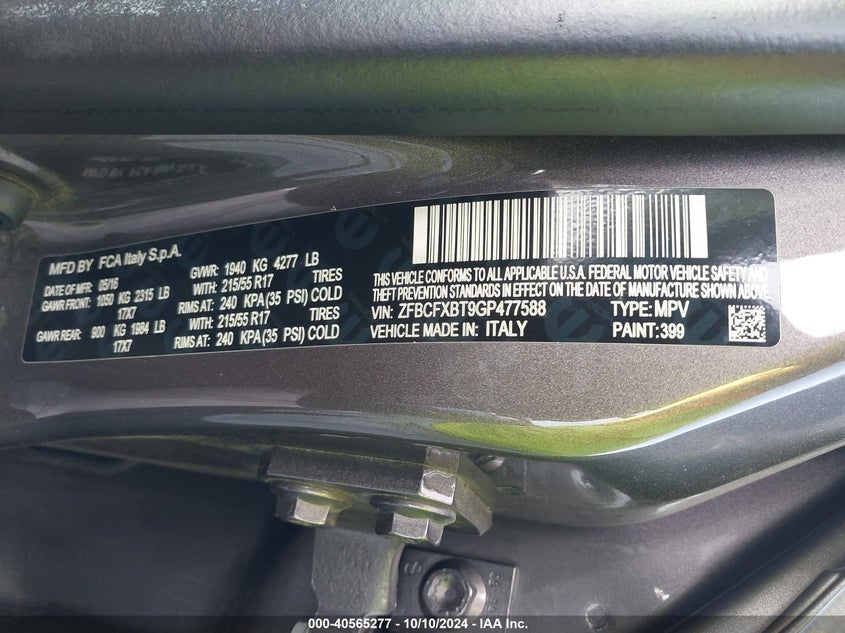 MFD BY FCA Italy S.p.A.
DATE OF MFR: 05/16 GVWR: 1940 KG 4277 LB
GAWR FRONT: 1050 KG 2315 LB WITH: 215/55 R17 TIRES
17X7 RIMS AT: 240 KPA(35 PSI) COLD
GAWR REAR: 900 KG 1984 LB WITH: 215/55 R17 TIRES
17X7 RIMS AT: 240 KPA(35 PSI) COLD
THIS VEHICLE CONFORMS TO ALL APPLICABLE U.S.A. FEDERAL MOTOR VEHICLE SAFETY AND
THEFT PREVENTION STANDARDS IN EFFECT ON THE DATE OF MANUFACTURE SHOWN ABOVE.
VIN: ZFBCFXBT9GP477588 TYPE: MPV
VEHICLE MADE IN: ITALY PAINT: 399
000-40565277 - 10/10/2024 - IAA Inc.